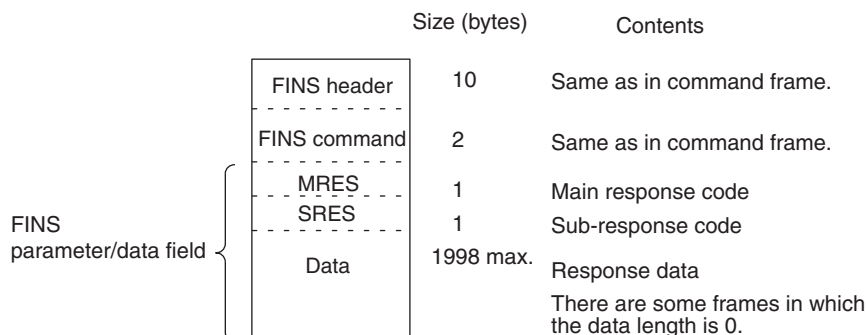 Size (bytes) Contents
FINS header 10 Same as in command frame.
FINS command 2 Same as in command frame.
MRES 1 Main response code
SRES 1 Sub-response code
FINS
parameter/data field
Data 1998 max. Response data
There are some frames in which
the data length is 0.